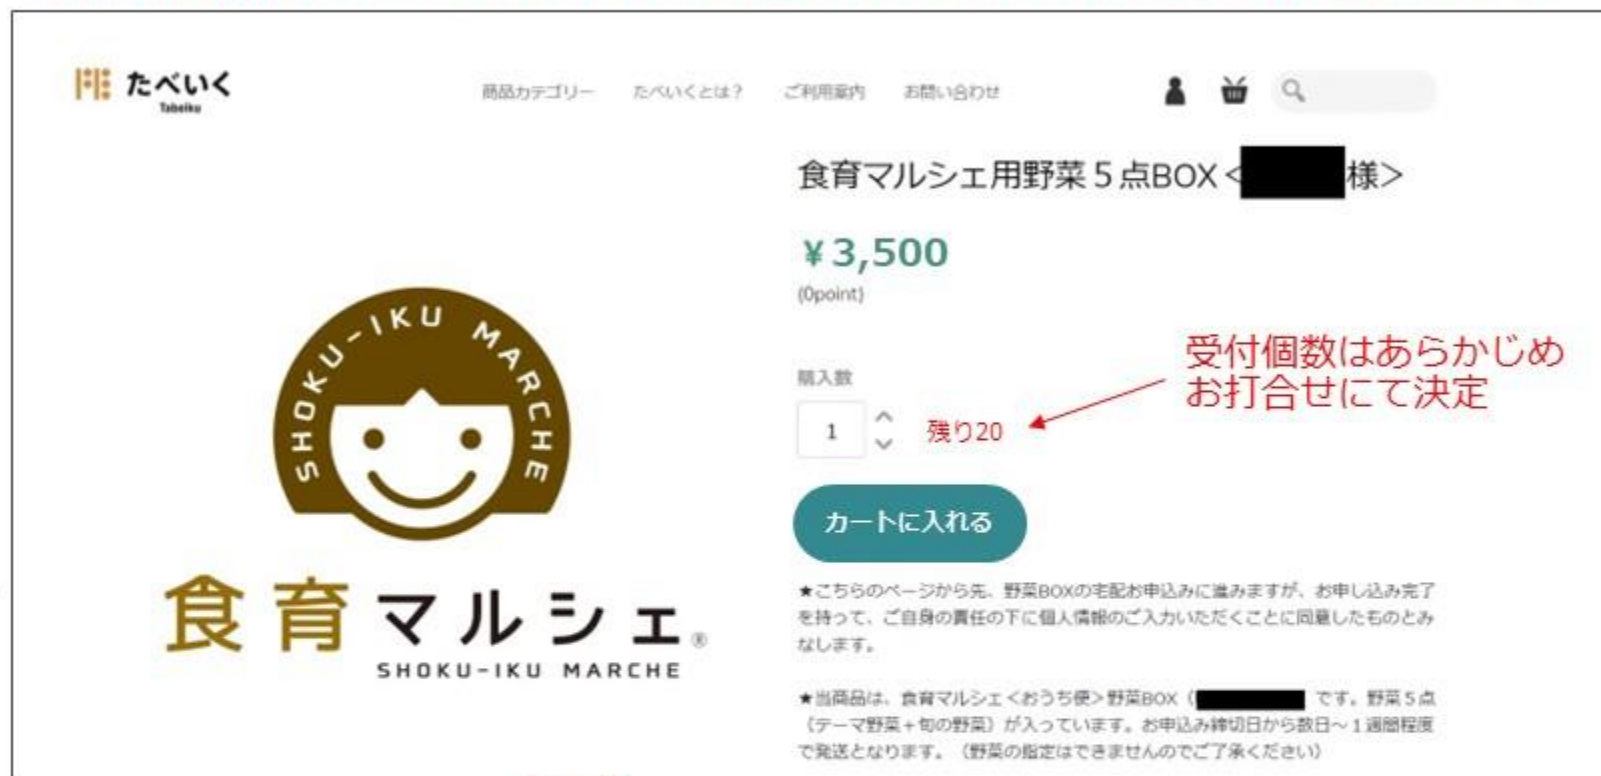 たべいく
Tabeiku
商品カテゴリー たべいくとは? ご利用案内 お問い合わせ
食育マルシェ用野菜5点BOX< 様>
¥3,500
(0point)
購入数
1
残り20
受付個数はあらかじめ
お打合せにて決定
カートに入れる
★こちらのページから先、野菜BOXの宅配お申込みに進みますが、お申し込み完了
を持って、ご自身の責任の下に個人情報のご入力いただくことに同意したものとみ
なします。
★当商品は、食育マルシェ<おうち便>野菜BOX( です。野菜5点
(テーマ野菜+旬の野菜)が入っています。お申込み締切日から数日~1週間程度
で発送となります。(野菜の指定はできませんのでご了承ください)
SHOKU-IKU MARCHE
食育マルシェ®
SHOKU-IKU MARCHE